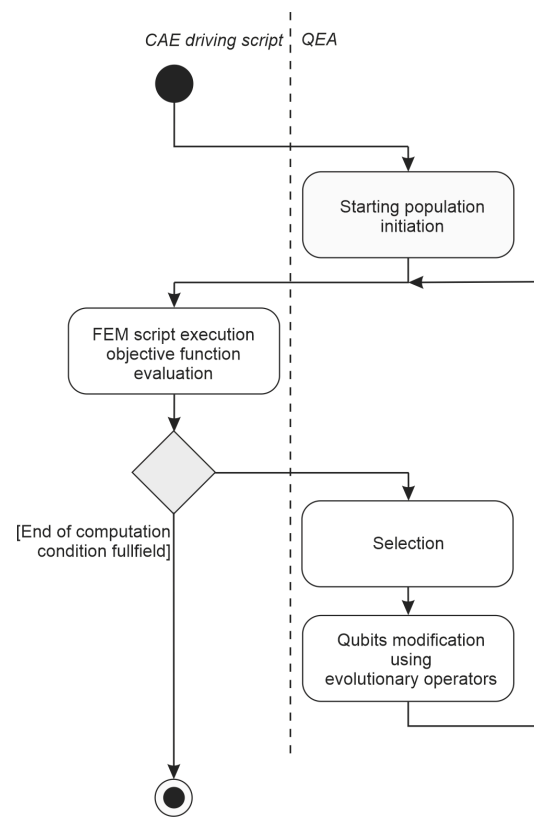 CAE driving script
QEA
Starting population
initiation
FEM script execution
objective function
evaluation
[End of computation
condition fullfield]
Selection
Qubits modification
using
evolutionary operators